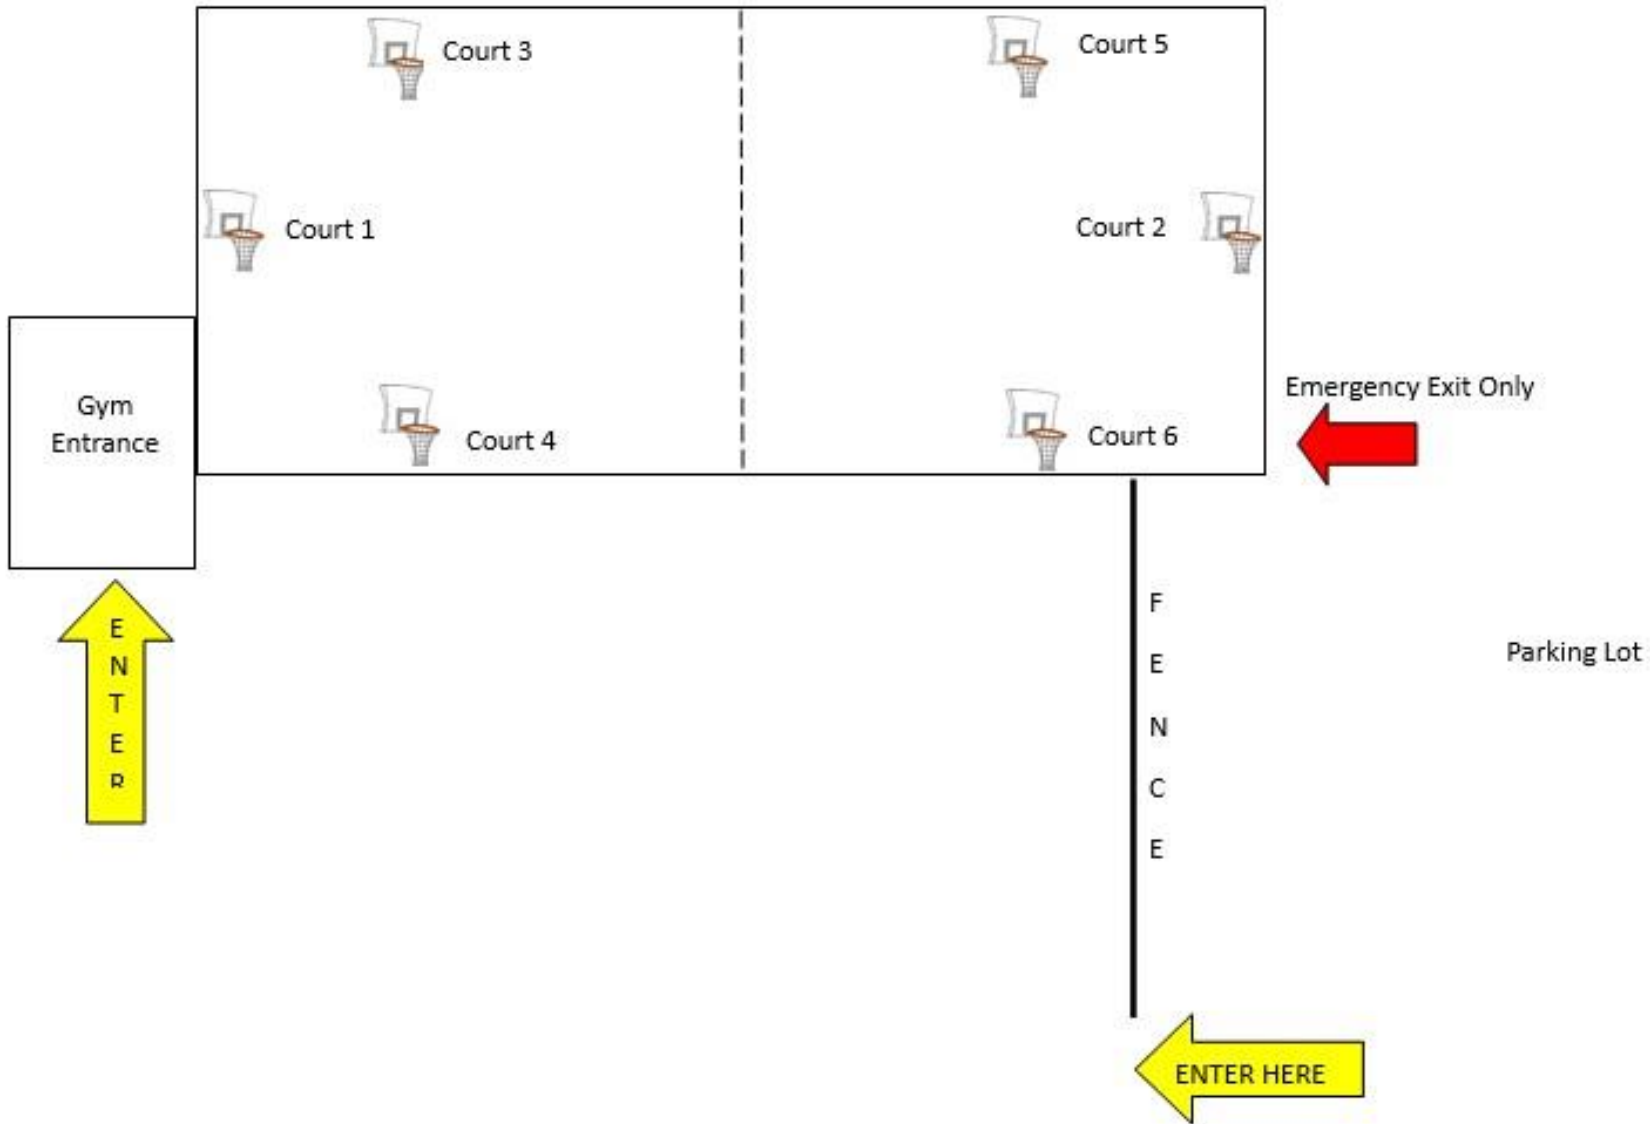 Court 3
Court 5
Court 1
Court 2
Gym
Entrance
Court 4
Court 6
Emergency Exit Only
E
N
T
E
R
F
E
N
C
E
Parking Lot
ENTER HERE